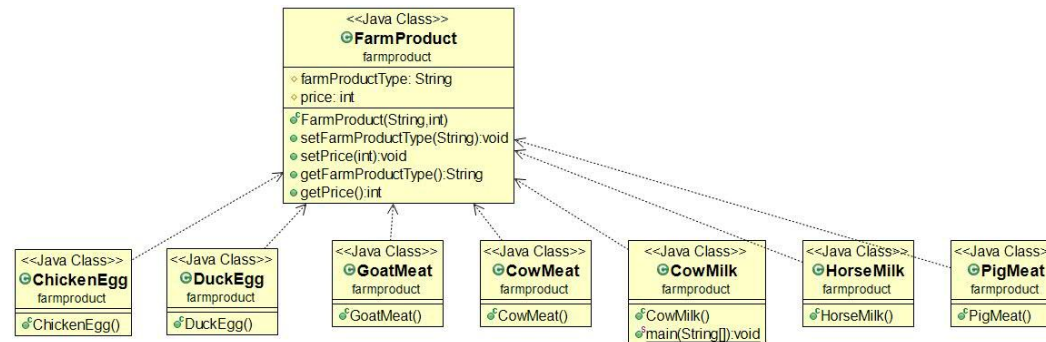 <<Java Class>>
FarmProduct
farmproduct
farmProductType: String
price: int
FarmProduct(String,int)
setFarmProductType(String):void
setPrice(int):void
getFarmProductType():String
getPrice():int
<<Java Class>>
ChickenEgg
farmproduct
ChickenEgg()
<<Java Class>>
DuckEgg
farmproduct
DuckEgg()
<<Java Class>>
GoatMeat
farmproduct
GoatMeat()
<<Java Class>>
CowMeat
farmproduct
CowMeat()
<<Java Class>>
CowMilk
farmproduct
CowMilk()
main(String[]):void
<<Java Class>>
HorseMilk
farmproduct
HorseMilk()
<<Java Class>>
PigMeat
farmproduct
PigMeat()